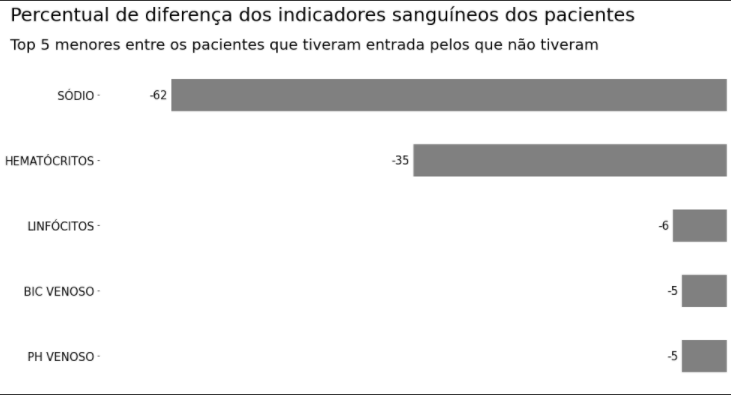 Percentual de diferença dos indicadores sanguíneos dos pacientes
Top 5 menores entre os pacientes que tiveram entrada pelos que não tiveram
SÓDIO -62
HEMATÓCRITOS -35
LINFÓCITOS -6
BIC VENOSO -5
PH VENOSO -5